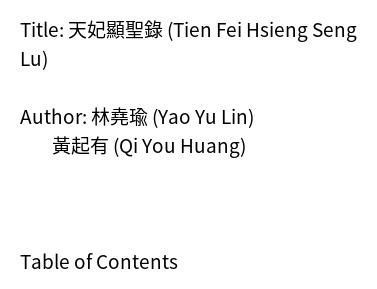 Title: 天妃顯聖錄 (Tien Fei Hsieng Seng
Lu)
Author: 林堯瑜 (Yao Yu Lin)
黃起有 (Qi You Huang)
Table of Contents